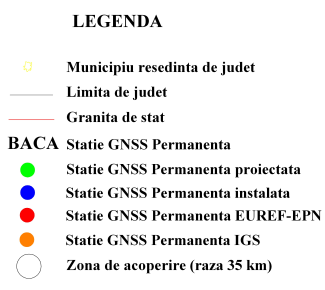 LEGENDA
Municipiu resedinta de judet
Limita de judet
Granita de stat
BACA Statie GNSS Permanenta
Statie GNSS Permanenta proiectata
Statie GNSS Permanenta instalata
Statie GNSS Permanenta EUREF-EPN
Statie GNSS Permanenta IGS
Zona de acoperire (raza 35 km)